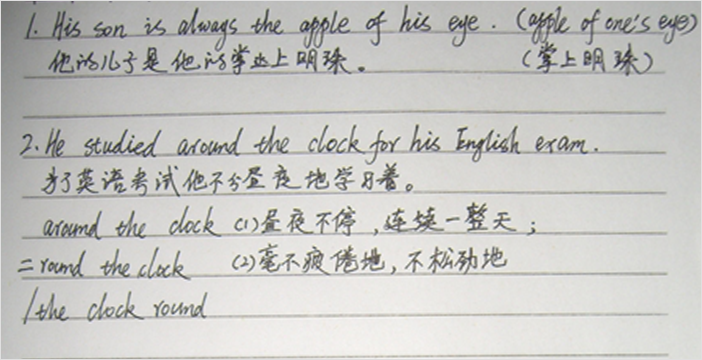 1. His son is always the apple of his eye. (apple of one's eye)
他的儿子是他的掌上明珠。 (掌上明珠)
2. He studied around the clock for his English exam.
为了英语考试他不分昼夜地学习着。
around the clock (1)昼夜不停,连续一整天;
=round the clock (2)毫不疲倦地,不松劲地
/the clock round